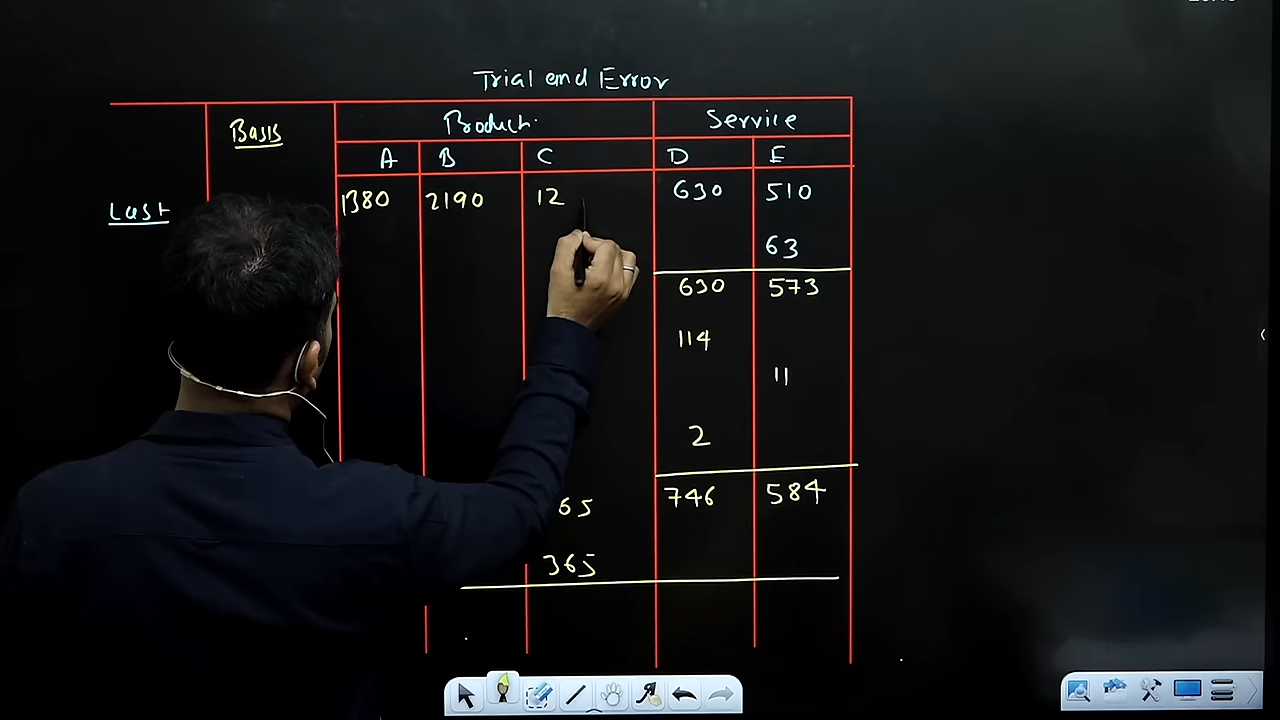 Trial and Error
Basis Product. Service
A B C D E
Last 1380 2190 12 630 510
63
630 573
114
11
2
746 584
65
365